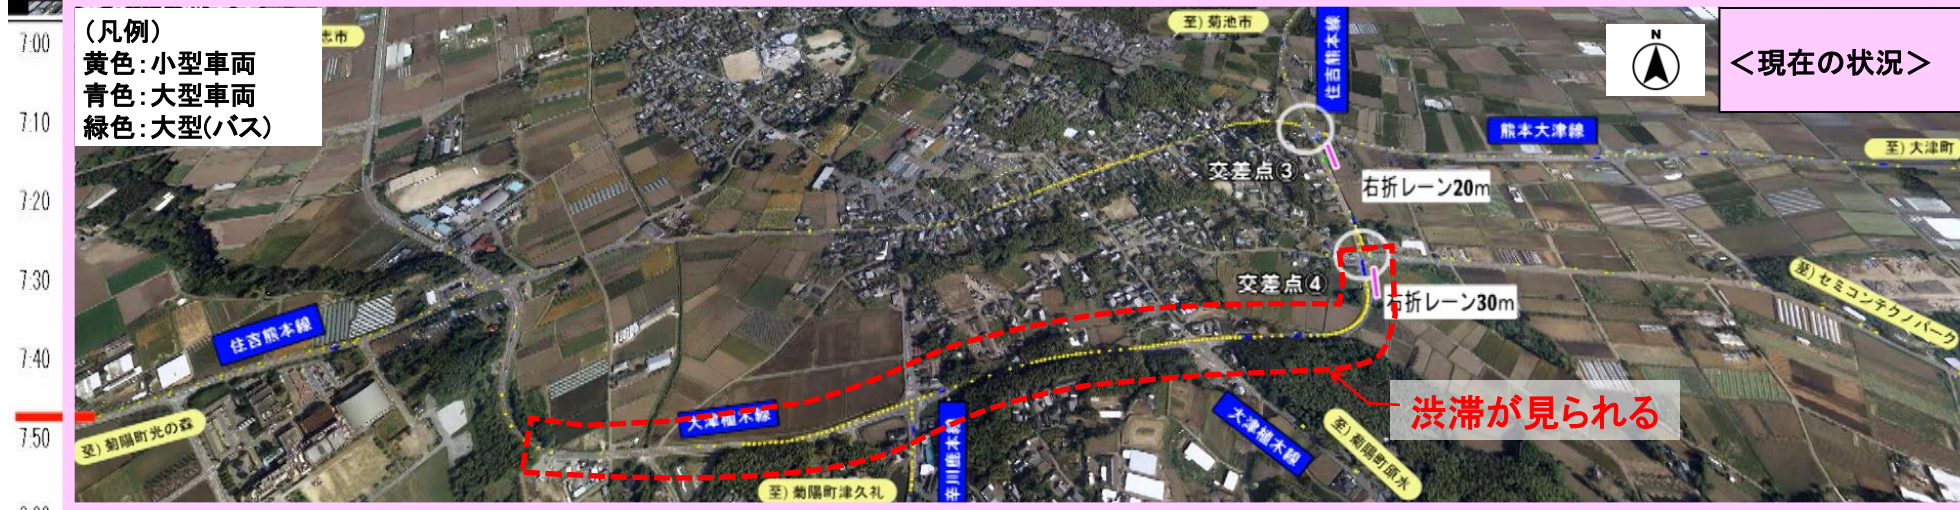 7:00
7:10
7:20
7:30
7:40
7:50
（凡例）
黄色：小型車両
青色：大型車両
緑色：大型(バス)
志市
至）菊池市
住吉熊本線
N
＜現在の状況＞
熊本大津線
至）大津町
交差点③
右折レーン20m
交差点④
右折レーン30m
至）セミコンテクノパーク
住吉熊本線
大津植木線
渋滞が見られる
至）菊陽町光の森
辛川鹿本線
大津植木線
至）菊陽町原水
至）菊陽町津久礼